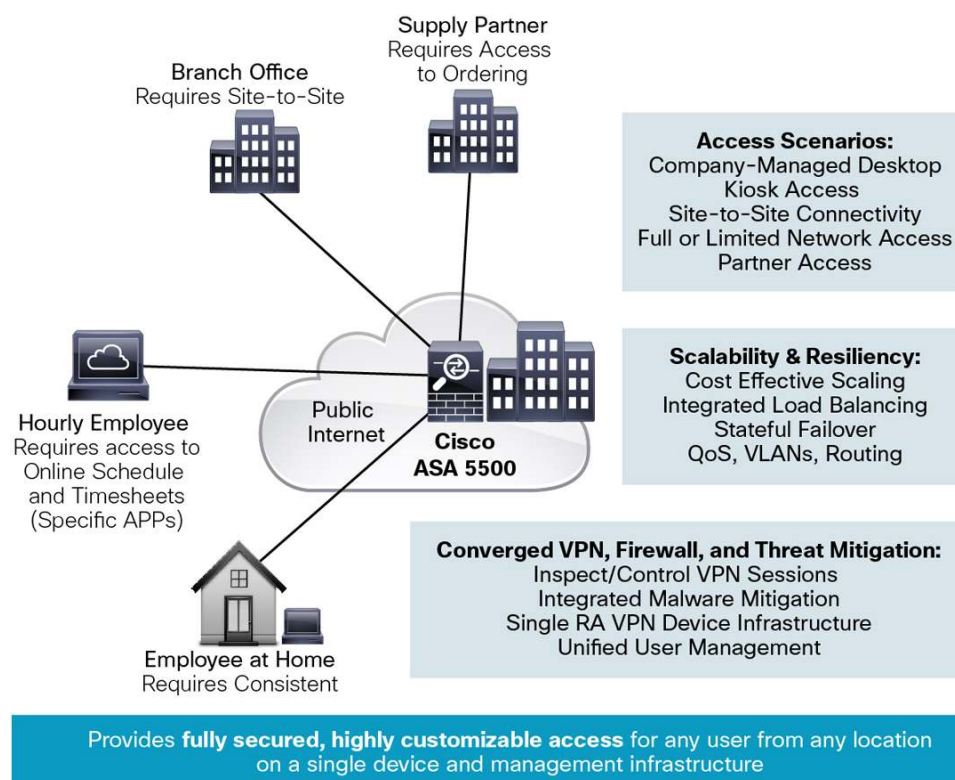 Supply Partner
Requires Access
to Ordering
Branch Office
Requires Site-to-Site
Access Scenarios:
Company-Managed Desktop
Kiosk Access
Site-to-Site Connectivity
Full or Limited Network Access
Partner Access
Hourly Employee
Requires access to
Online Schedule
and Timesheets
(Specific APPs)
Public
Internet
Cisco
ASA 5500
Scalability & Resiliency:
Cost Effective Scaling
Integrated Load Balancing
Stateful Failover
QoS, VLANs, Routing
Converged VPN, Firewall, and Threat Mitigation:
Inspect/Control VPN Sessions
Integrated Malware Mitigation
Single RA VPN Device Infrastructure
Unified User Management
Employee at Home
Requires Consistent
Provides fully secured, highly customizable access for any user from any location
on a single device and management infrastructure